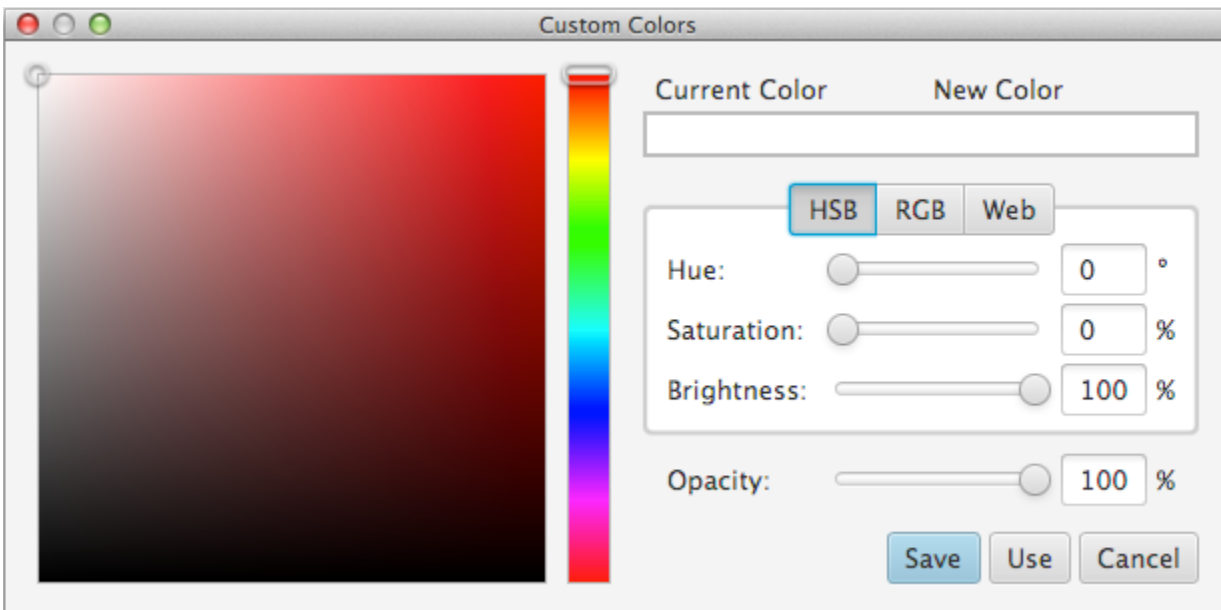 Custom Colors
Current Color New Color
HSB RGB Web
Hue: 0 °
Saturation: 0 %
Brightness: 100 %
Opacity: 100 %
Save Use Cancel